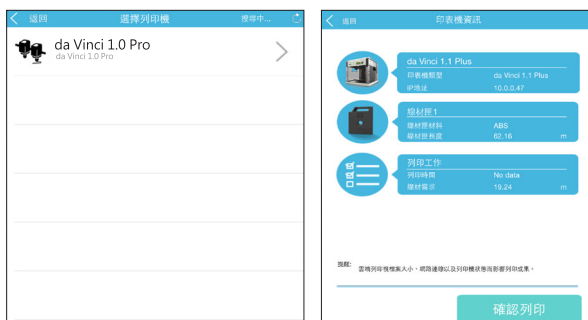 返回 選擇列印機 搜尋中...
da Vinci 1.0 Pro
da Vinci 1.0 Pro
返回 印表機資訊
da Vinci 1.1 Plus
印表機類型 da Vinci 1.1 Plus
IP地址 10.0.0.47
線材匣1
線材匣材料 ABS
線材匣長度 62.16 m
列印工作
列印時間 No data
線材需求 19.24 m
提醒:
雲端列印視檔案大小、網路連線以及列印機狀態而影響列印成果。
確認列印